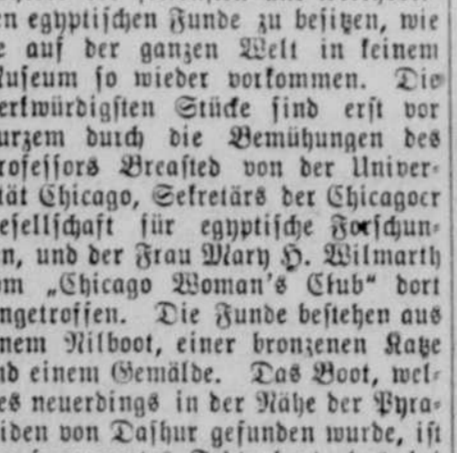 n egyptischen Funde zu besitzen, wie
e auf der ganzen Welt in keinem
useum so wieder vorkommen. Die
erkwürdigsten Stücke sind erst vor
urzem durch die Bemühungen des
rofessors Breasted von der Univer-
tät Chicago, Sekretärs der Chicagoer
esellschaft für egyptische Forschun-
n, und der Frau Mary H. Wilmarth
om „Chicago Woman's Club“ dort
ngetroffen. Die Funde bestehen aus
nem Nilboot, einer bronzenen Katze
nd einem Gemälde. Das Boot, wel-
es neuerdings in der Nähe der Pyra-
iden von Dashur gefunden wurde, ist